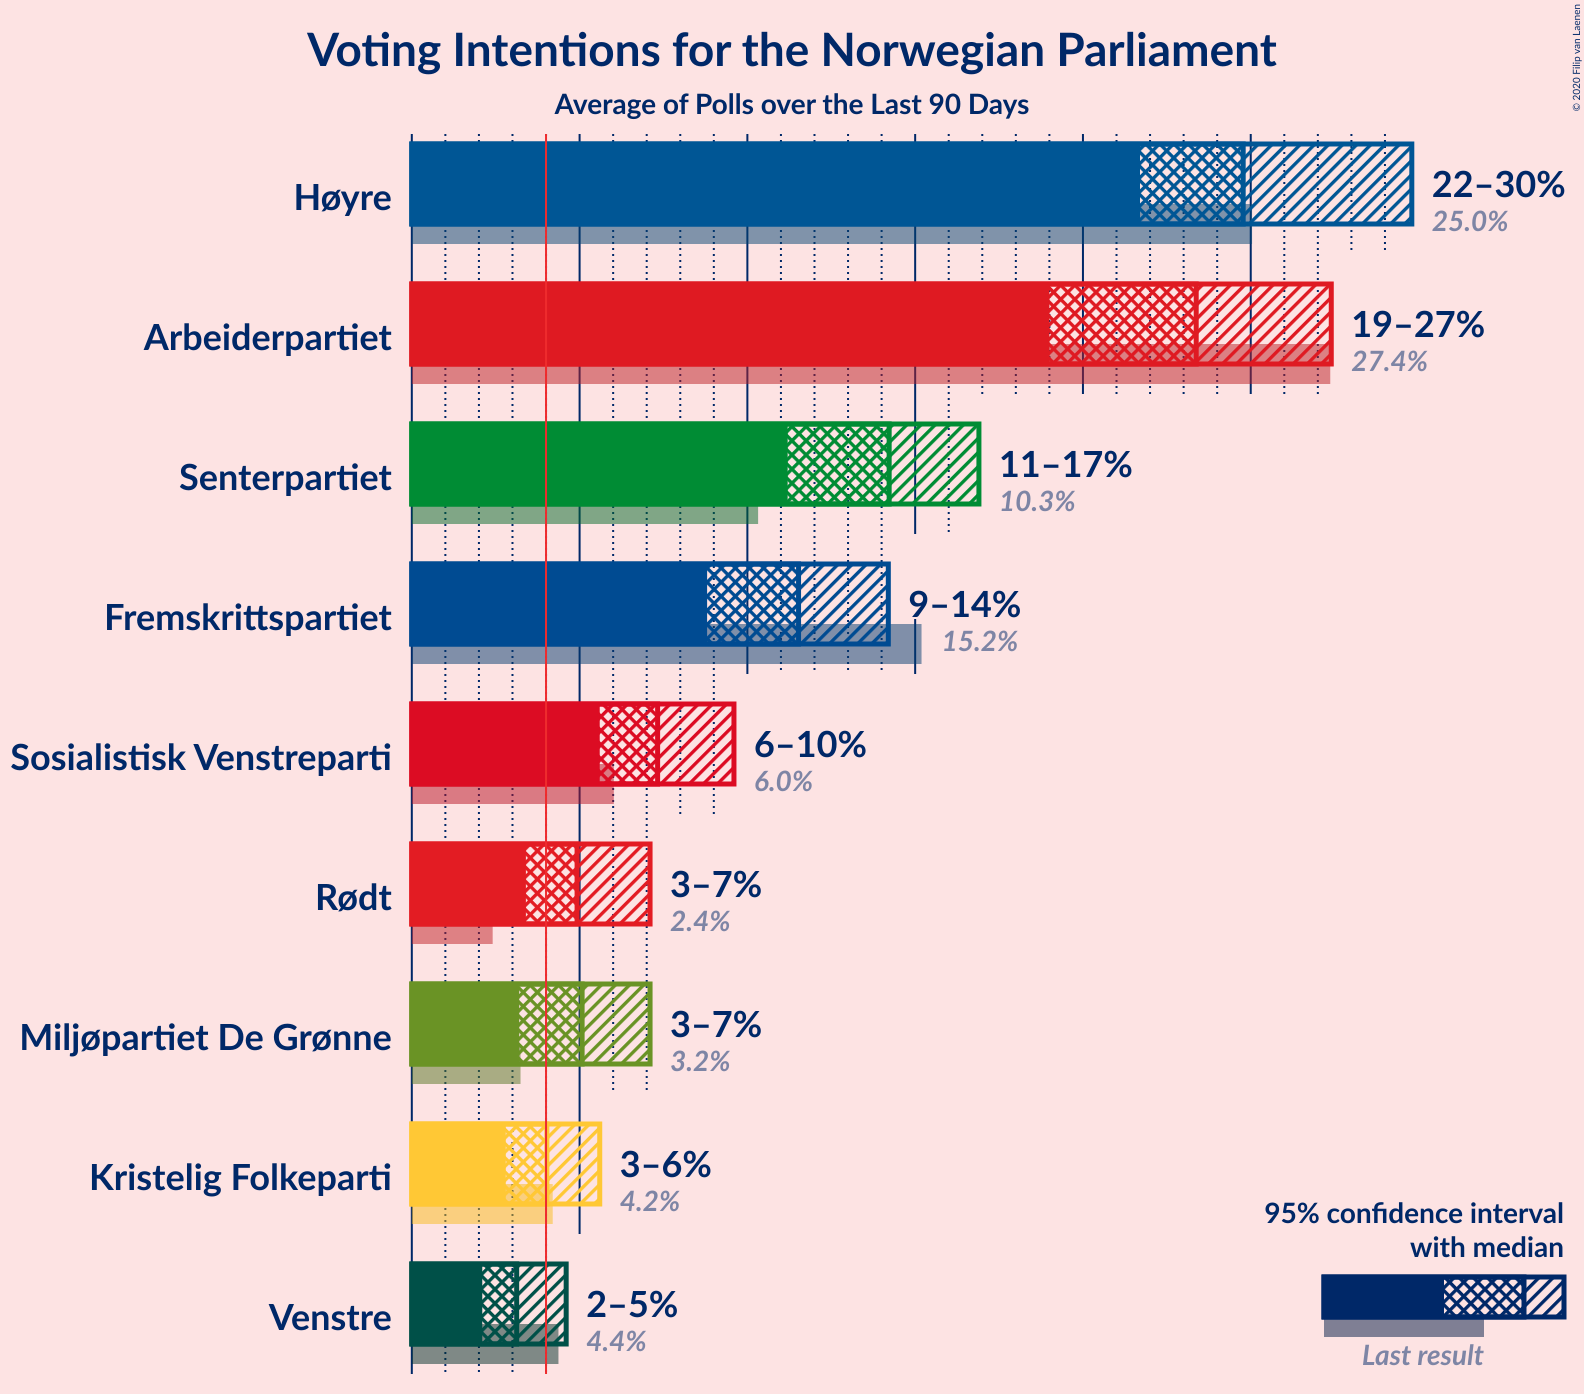 Voting Intentions for the Norwegian Parliament
Average of Polls over the Last 90 Days
© 2020 Filip van Laenen
Høyre
22–30%
25.0%
Arbeiderpartiet
19–27%
27.4%
Senterpartiet
11–17%
10.3%
Fremskrittspartiet
9–14%
15.2%
Sosialistisk Venstreparti
6–10%
6.0%
Rødt
3–7%
2.4%
Miljøpartiet De Grønne
3–7%
3.2%
Kristelig Folkeparti
3–6%
4.2%
Venstre
2–5%
4.4%
95% confidence interval
with median
Last result